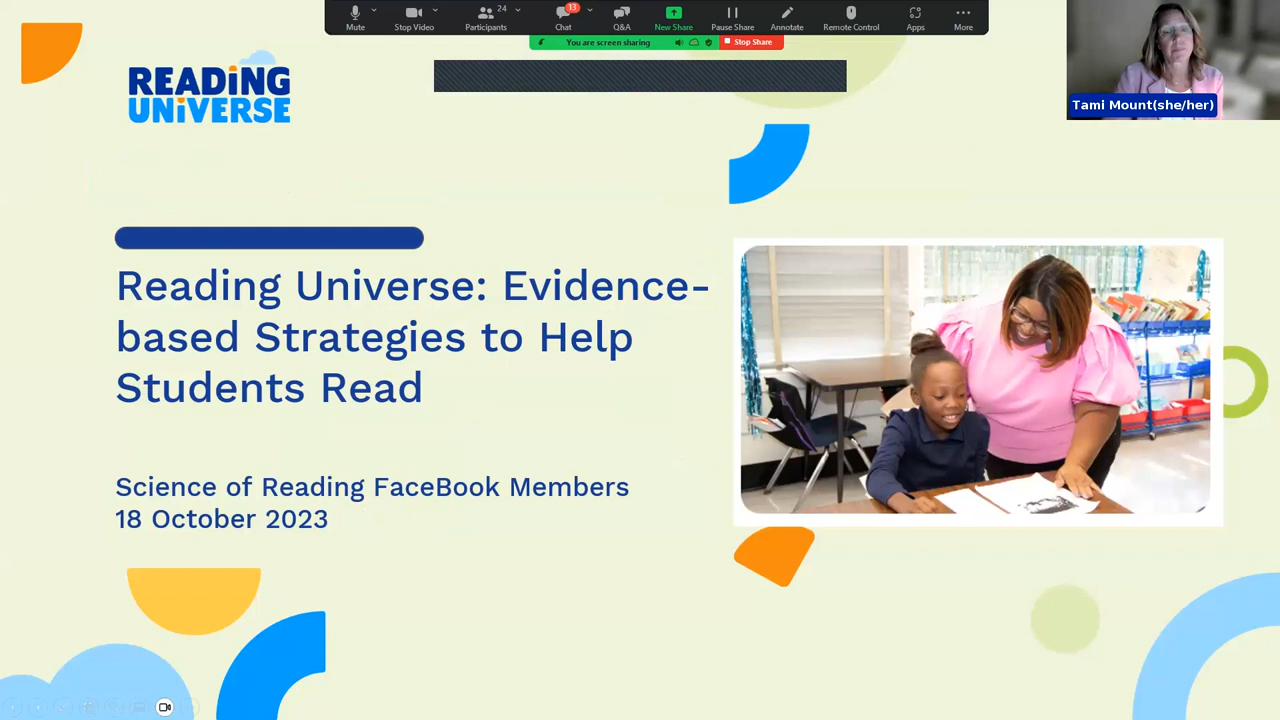 24
13
Mute
Stop Video
Participants
Chat
Q&A
New Share
Pause Share
Annotate
Remote Control
Apps
More
You are screen sharing
Stop Share
Tami Mount(she/her)
READiNG
UNiVERSE
Reading Universe: Evidence-
based Strategies to Help
Students Read
Science of Reading FaceBook Members
18 October 2023